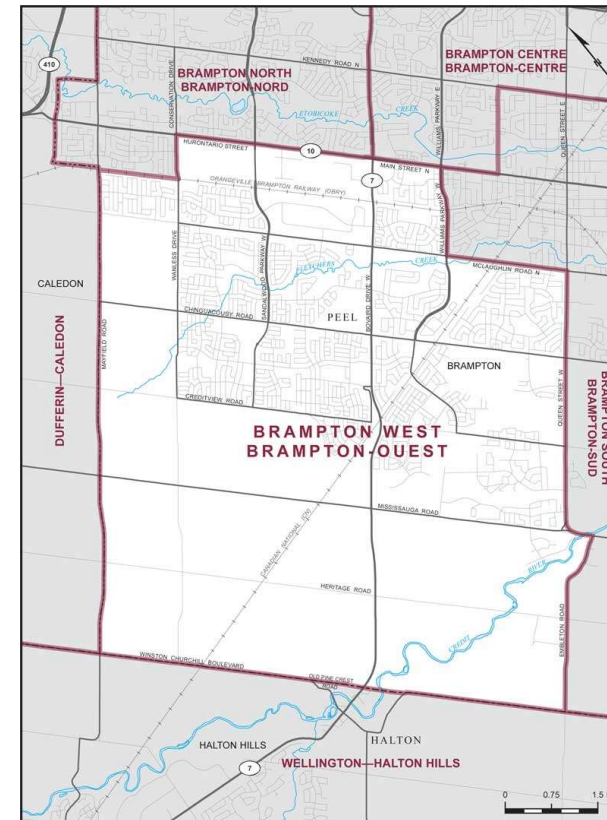 BRAMPTON CENTRE
BRAMPTON-CENTRE
KENNEDY ROAD N
410
BRAMPTON NORTH
BRAMPTON-NORD
CONSERVATION DRIVE
ETOBICOKE
CREEK
WILLIAMS PARKWAY E
QUEEN STREET E
N
HURONTARIO STREET
10
MAIN STREET N
7
ORANGEVILLE BRAMPTON RAILWAY (OBRY)
WANLESS DRIVE
SANDALWOOD PARKWAY W
WILLIAMS PARKWAY W
FLETCHERS
CREEK
MCLAUGHLIN ROAD N
CALEDON
CHINGUACOUSY ROAD
PEEL
BOVAIRD DRIVE W
MAYFIELD ROAD
DUFFERIN—CALEDON
BRAMPTON
CREDITVIEW ROAD
QUEEN STREET W
BRAMPTON SOUTH
BRAMPTON-SUD
BRAMPTON WEST
BRAMPTON-OUEST
MISSISSAUGA ROAD
CANADIAN NATIONAL (CN)
HERITAGE ROAD
CREDIT
RIVER
EMBLETON ROAD
WINSTON CHURCHILL BOULEVARD
OLD PINE CREST
ROAD
HALTON HILLS
HALTON
7
WELLINGTON—HALTON HILLS
0 0.75 1.5